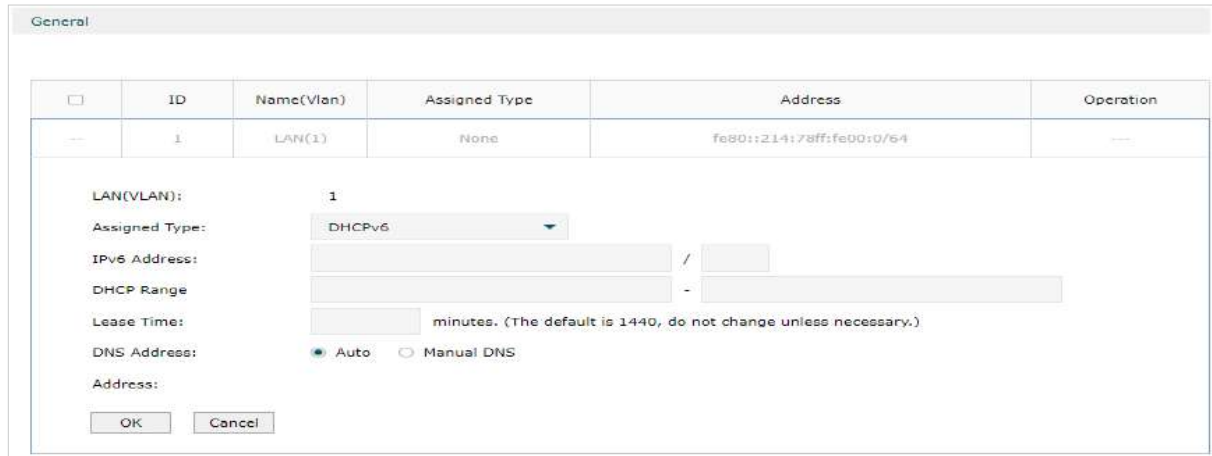 General
ID Name(Vlan) Assigned Type Address Operation
--- 1 LAN(1) None fe80::214:78ff:fe00:0/64 ---
LAN(VLAN): 1
Assigned Type: DHCPv6
IPv6 Address: /
DHCP Range -
Lease Time: minutes. (The default is 1440, do not change unless necessary.)
DNS Address: Auto Manual DNS
Address:
OK Cancel